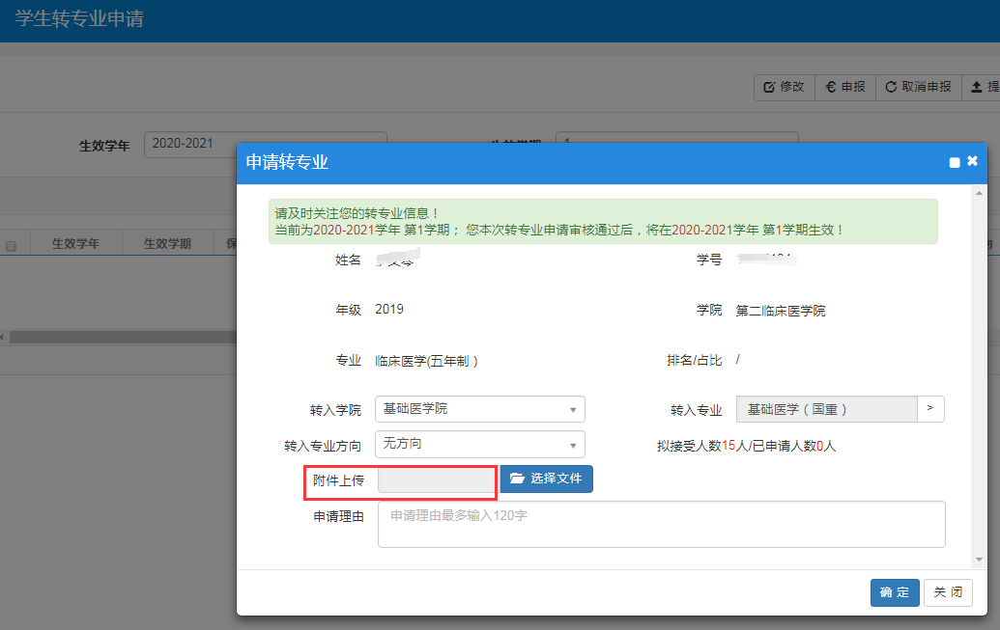 学生转专业申请
修改 申报 取消申报
生效学年 2020-2021 生效学期 1
申请转专业
请及时关注您的转专业信息！
当前为2020-2021学年 第1学期； 您本次转专业申请审核通过后，将在2020-2021学年 第1学期生效！
生效学年 生效学期 保
姓名 学号
年级 2019 学院 第二临床医学院
专业 临床医学(五年制） 排名/占比 /
转入学院 基础医学院 转入专业 基础医学（国重） >
转入专业方向 无方向 拟接受人数15人/已申请人数0人
附件上传 选择文件
申请理由 申请理由最多输入120字
确 定 关 闭